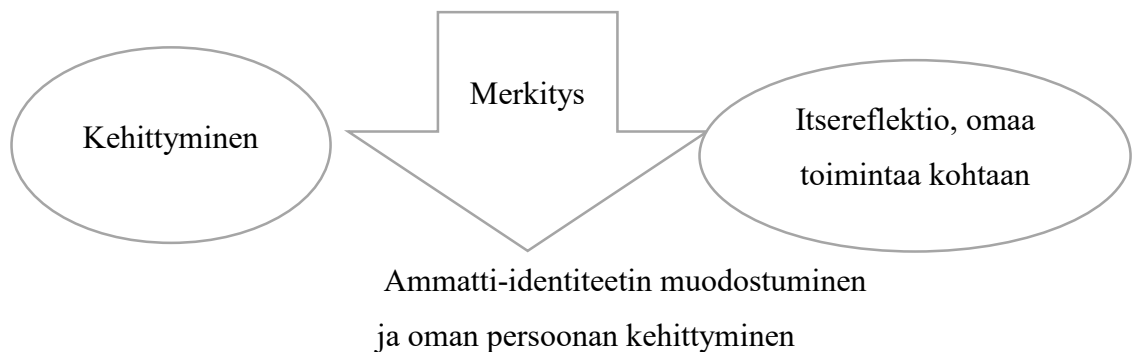 Kehittyminen
Merkitys
Itsereflektio, omaa
toimintaa kohtaan
Ammatti-identiteetin muodostuminen
ja oman persoonan kehittyminen